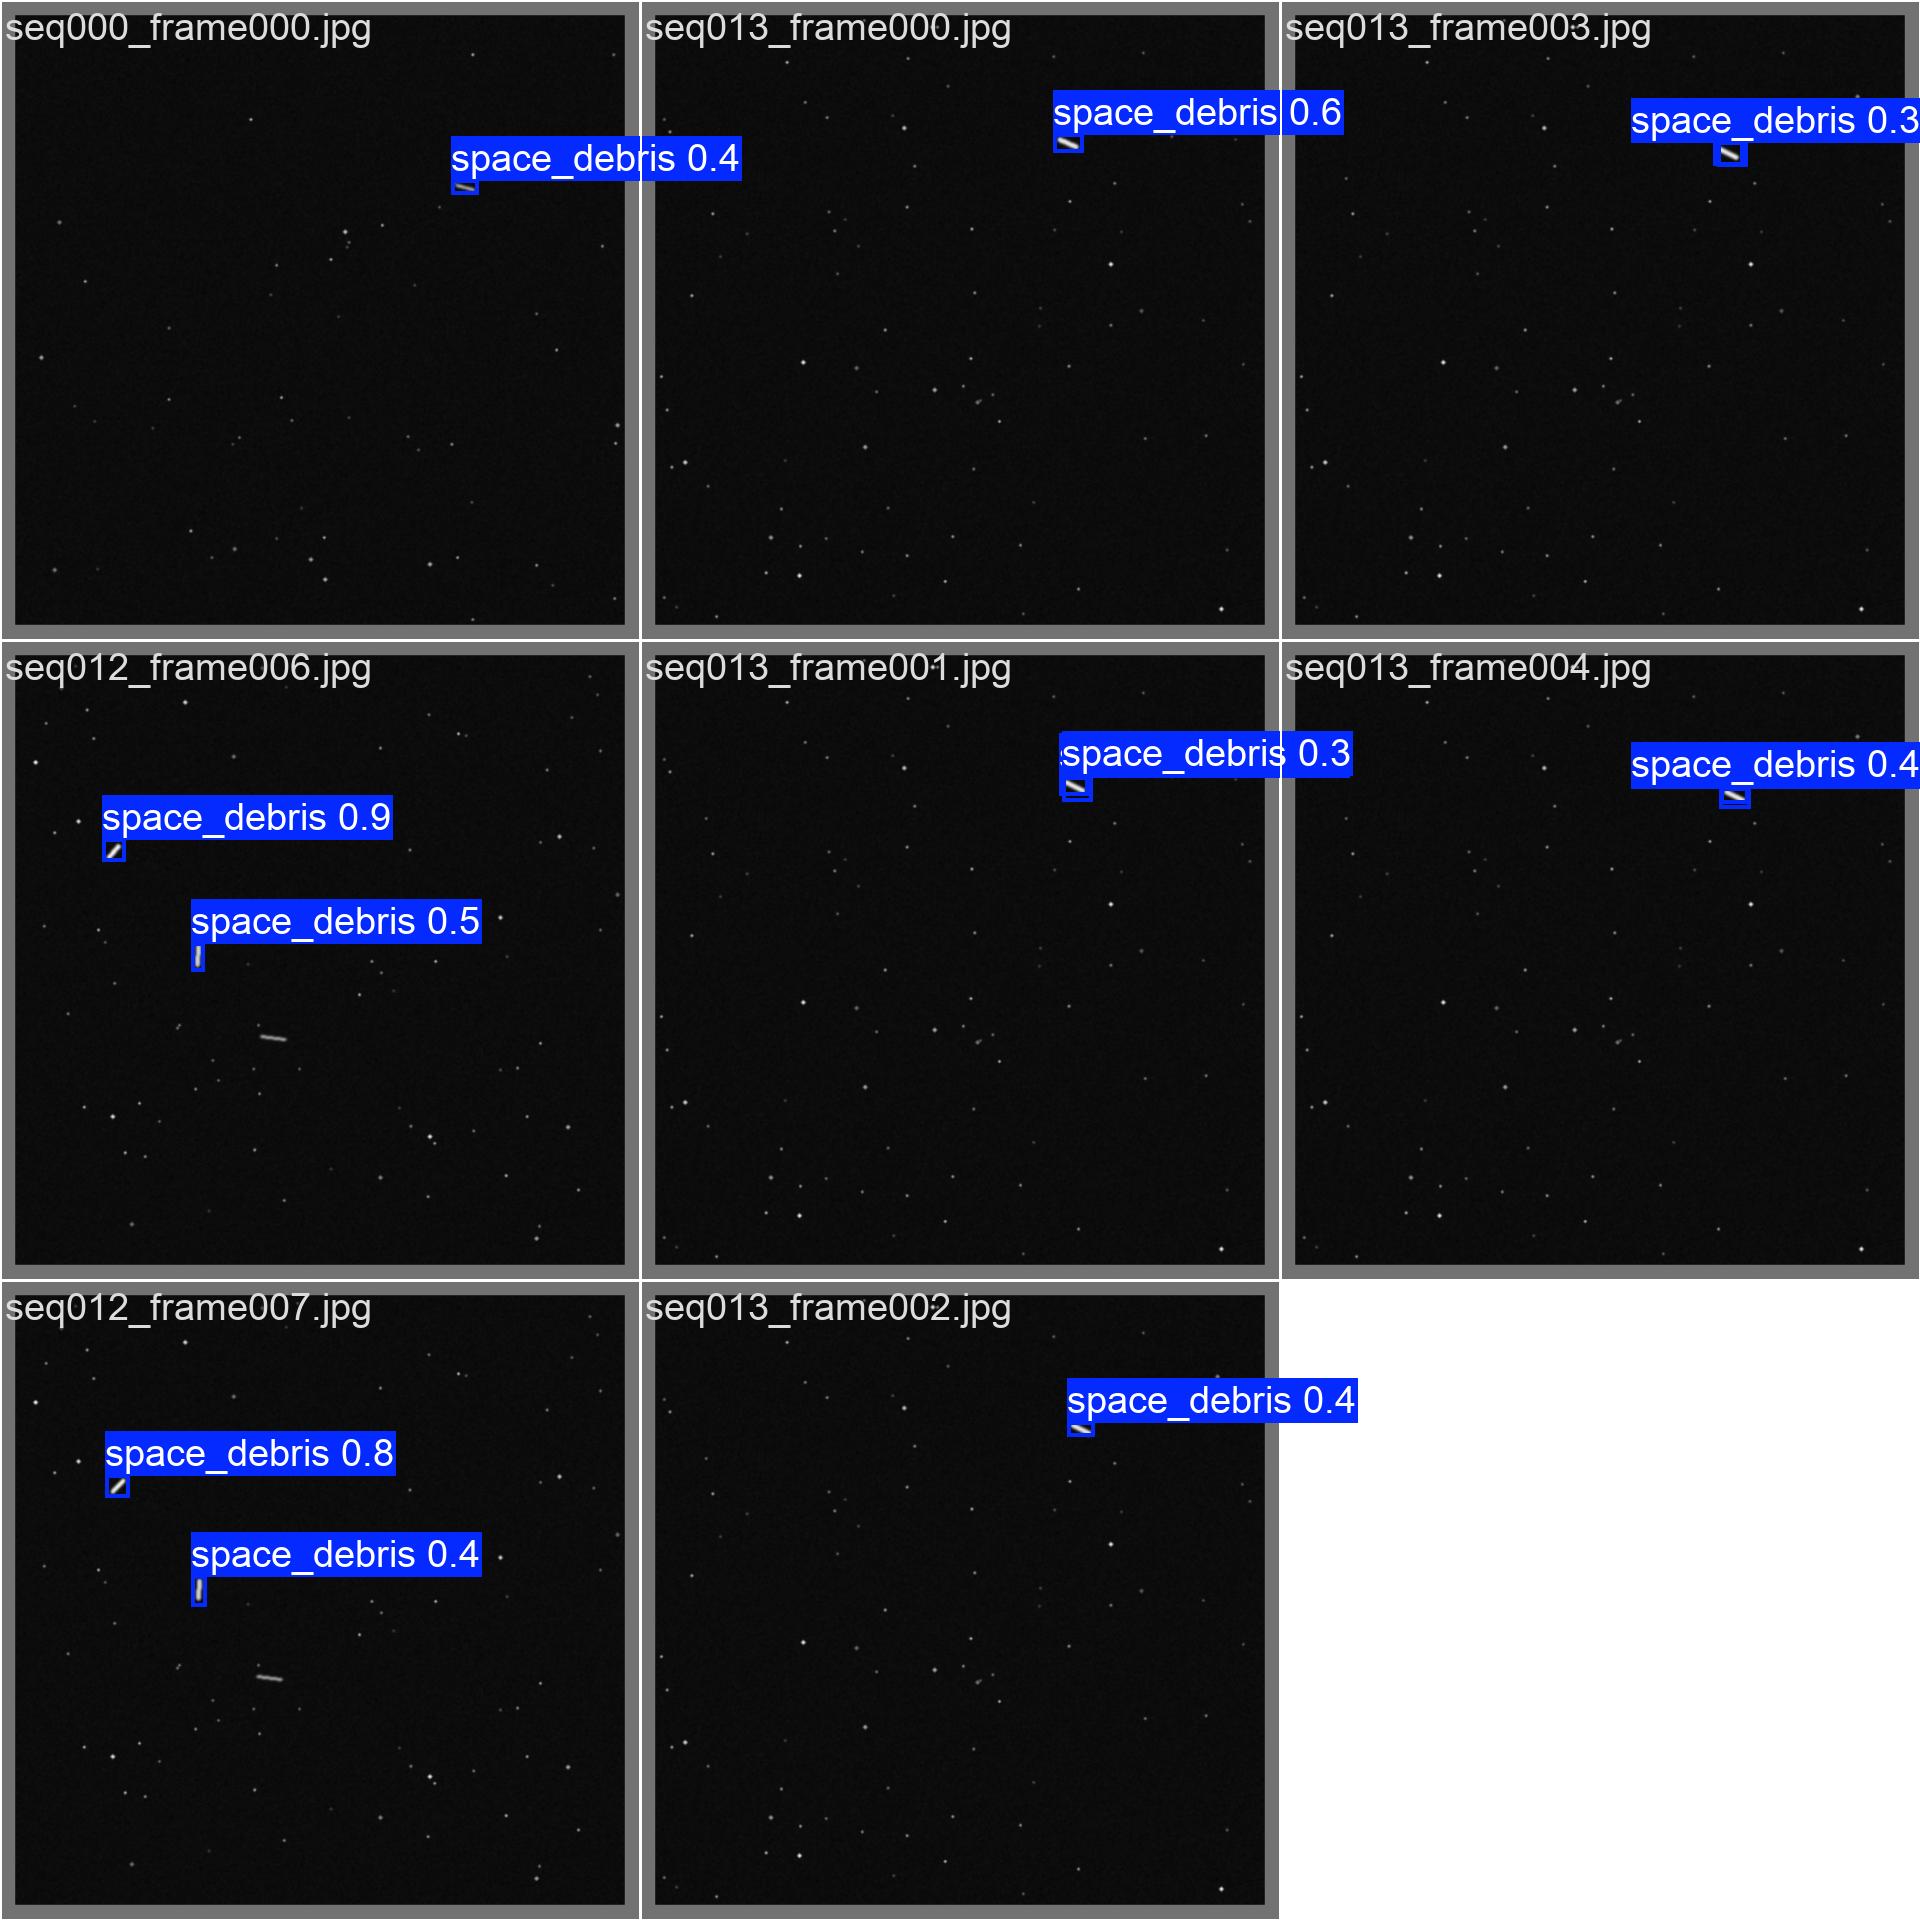 seq000_frame000.jpg
space_debris 0.4
seq013_frame000.jpg
space_debris 0.6
seq013_frame003.jpg
space_debris 0.3
seq012_frame006.jpg
space_debris 0.9
space_debris 0.5
seq013_frame001.jpg
space_debris 0.3
seq013_frame004.jpg
space_debris 0.4
seq012_frame007.jpg
space_debris 0.8
space_debris 0.4
seq013_frame002.jpg
space_debris 0.4